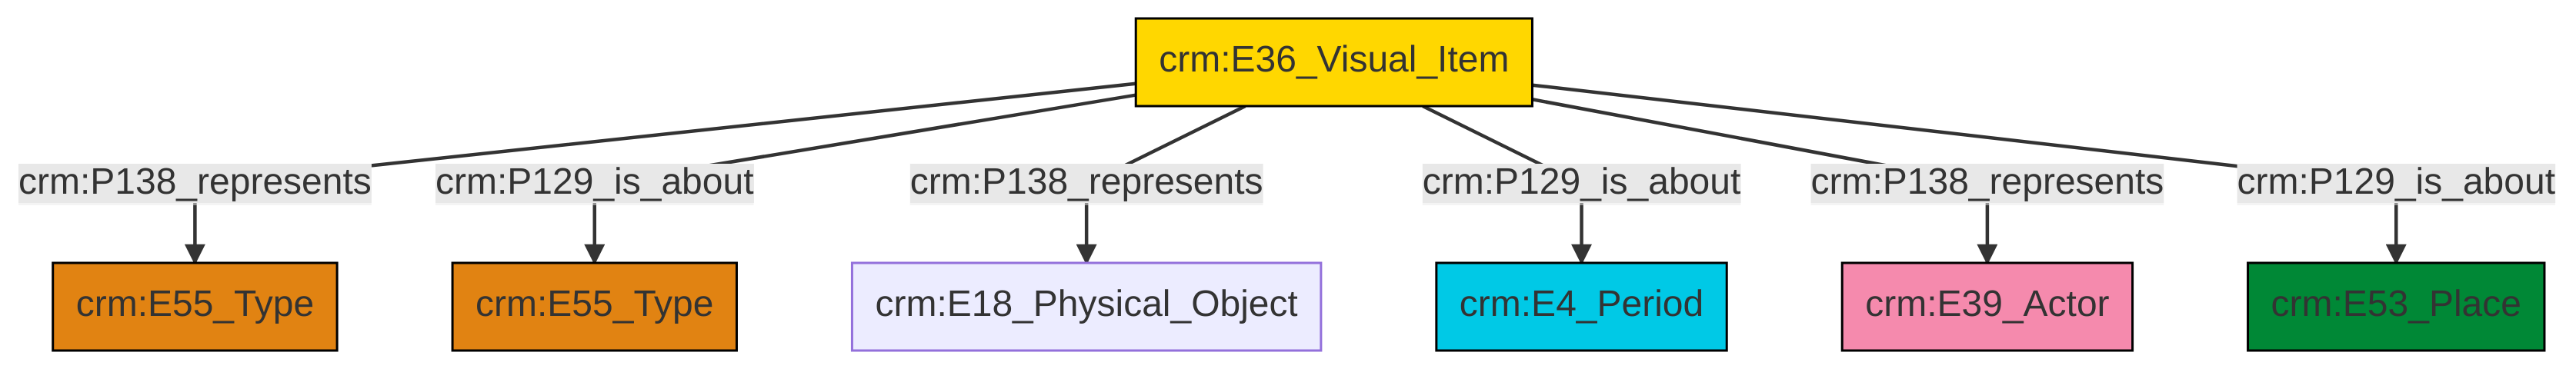 crm:E36_Visual_Item
crm:P138_represents
crm:P129_is_about
crm:P138_represents
crm:P129_is_about
crm:P138_represents
crm:P129_is_about
crm:E55_Type
crm:E55_Type
crm:E18_Physical_Object
crm:E4_Period
crm:E39_Actor
crm:E53_Place